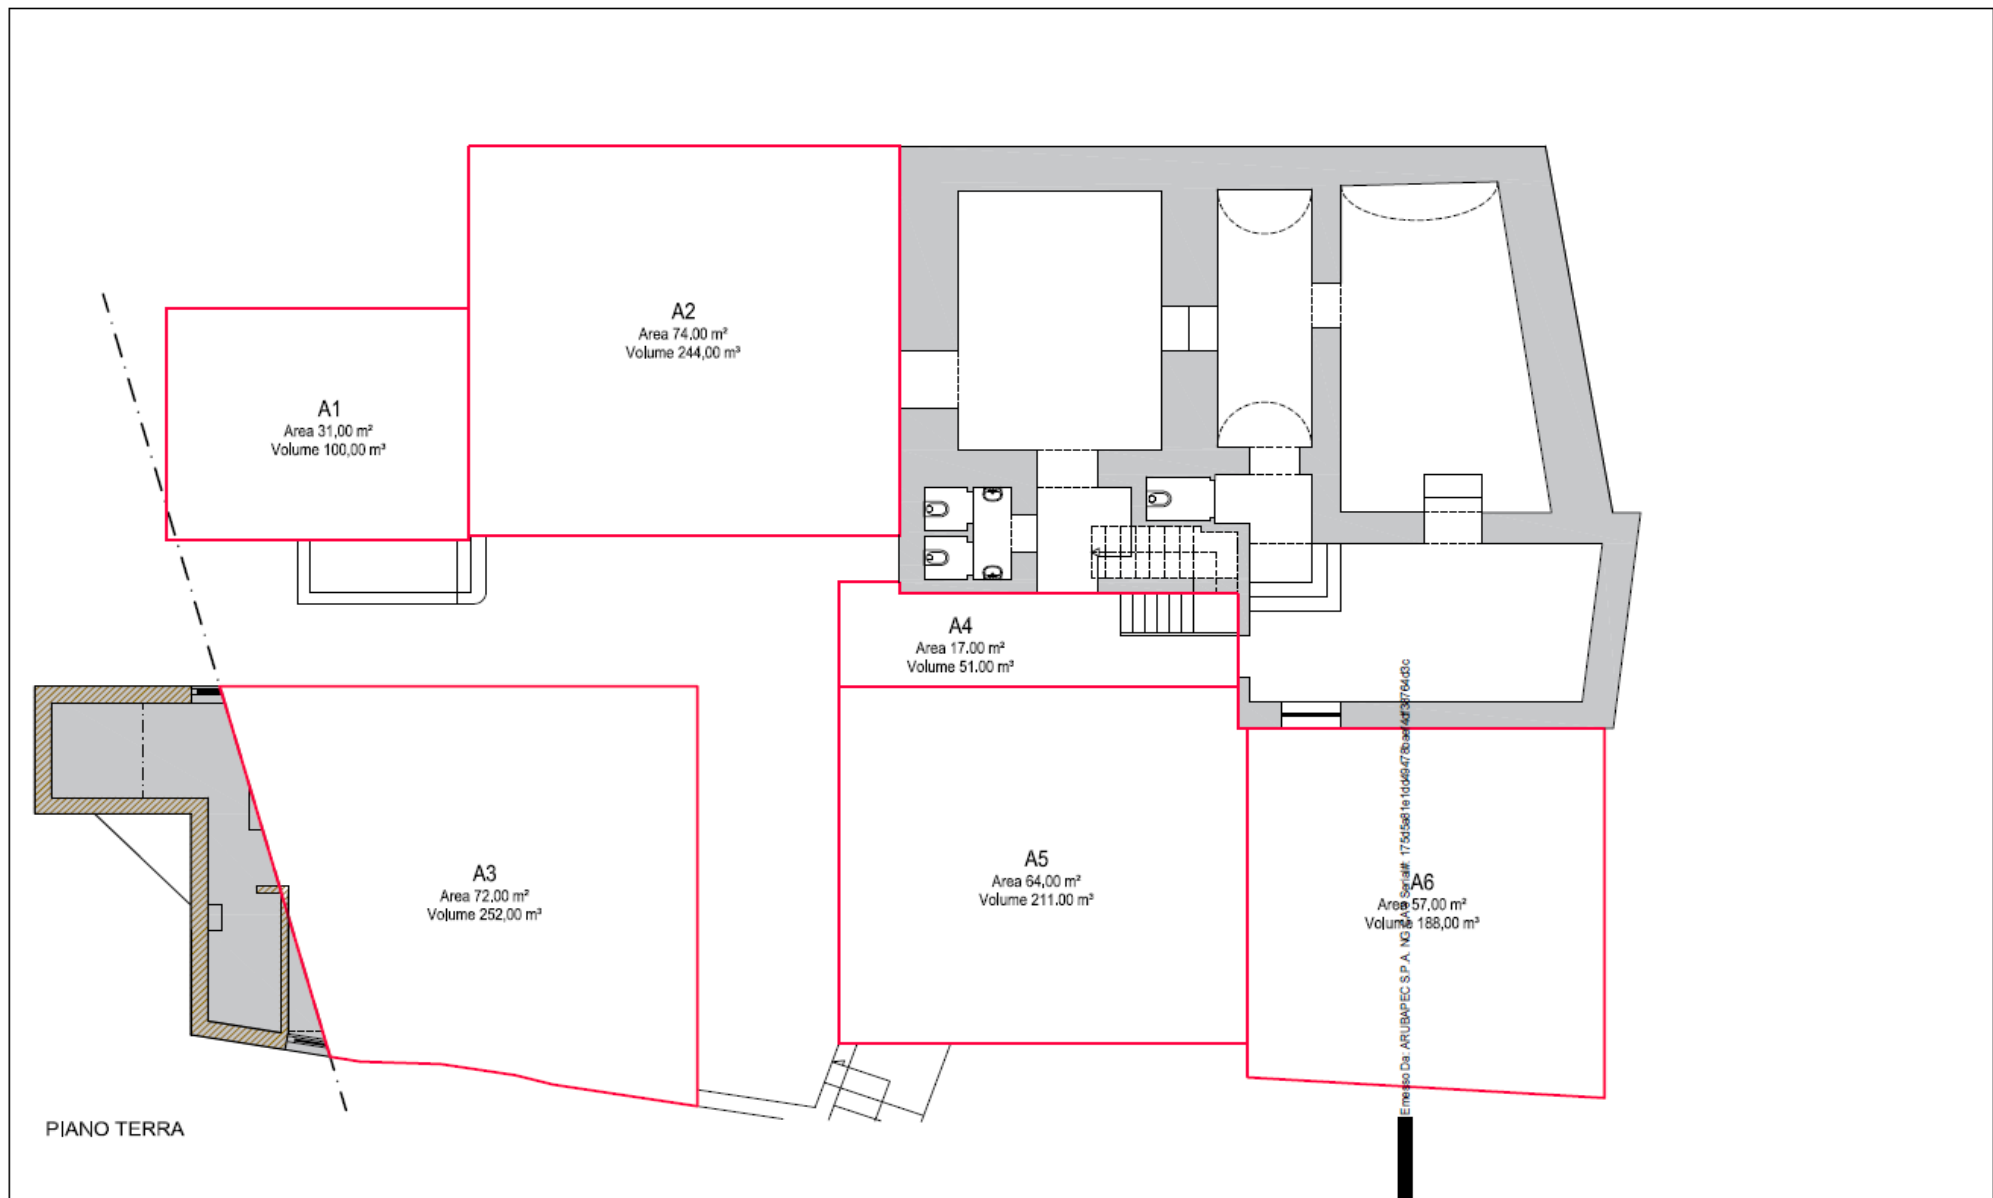 A2
Area 74.00 m²
Volume 244,00 m³
A1
Area 31,00 m²
Volume 100,00 m³
A4
Area 17.00 m²
Volume 51.00 m³
A3
Area 72,00 m²
Volume 252,00 m³
A5
Area 64,00 m²
Volume 211.00 m³
A6
Area 57,00 m²
Volume 188,00 m³
Emesso Da: ARUBAPEC S.P.A. NG CA 3 Serial#:
PIANO TERRA